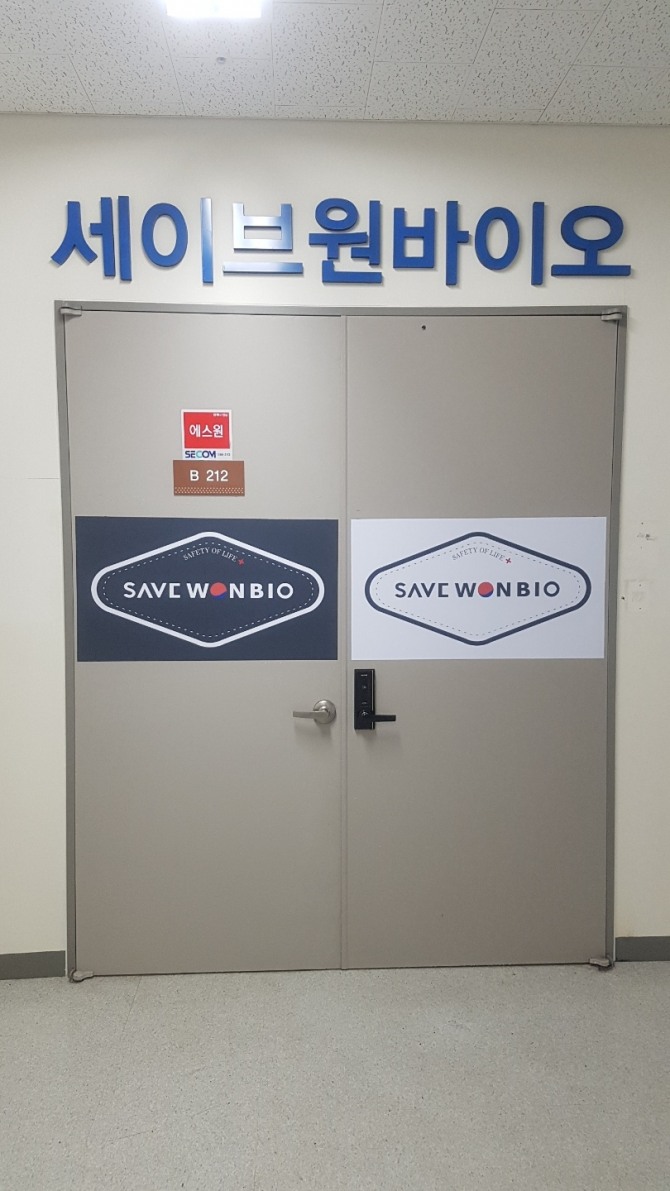 세이브원바이오
에스원
SECOM
B 212
SAFETY OF LIFE
SAVE WONBIO
SAFETY OF LIFE
SAVE WONBIO